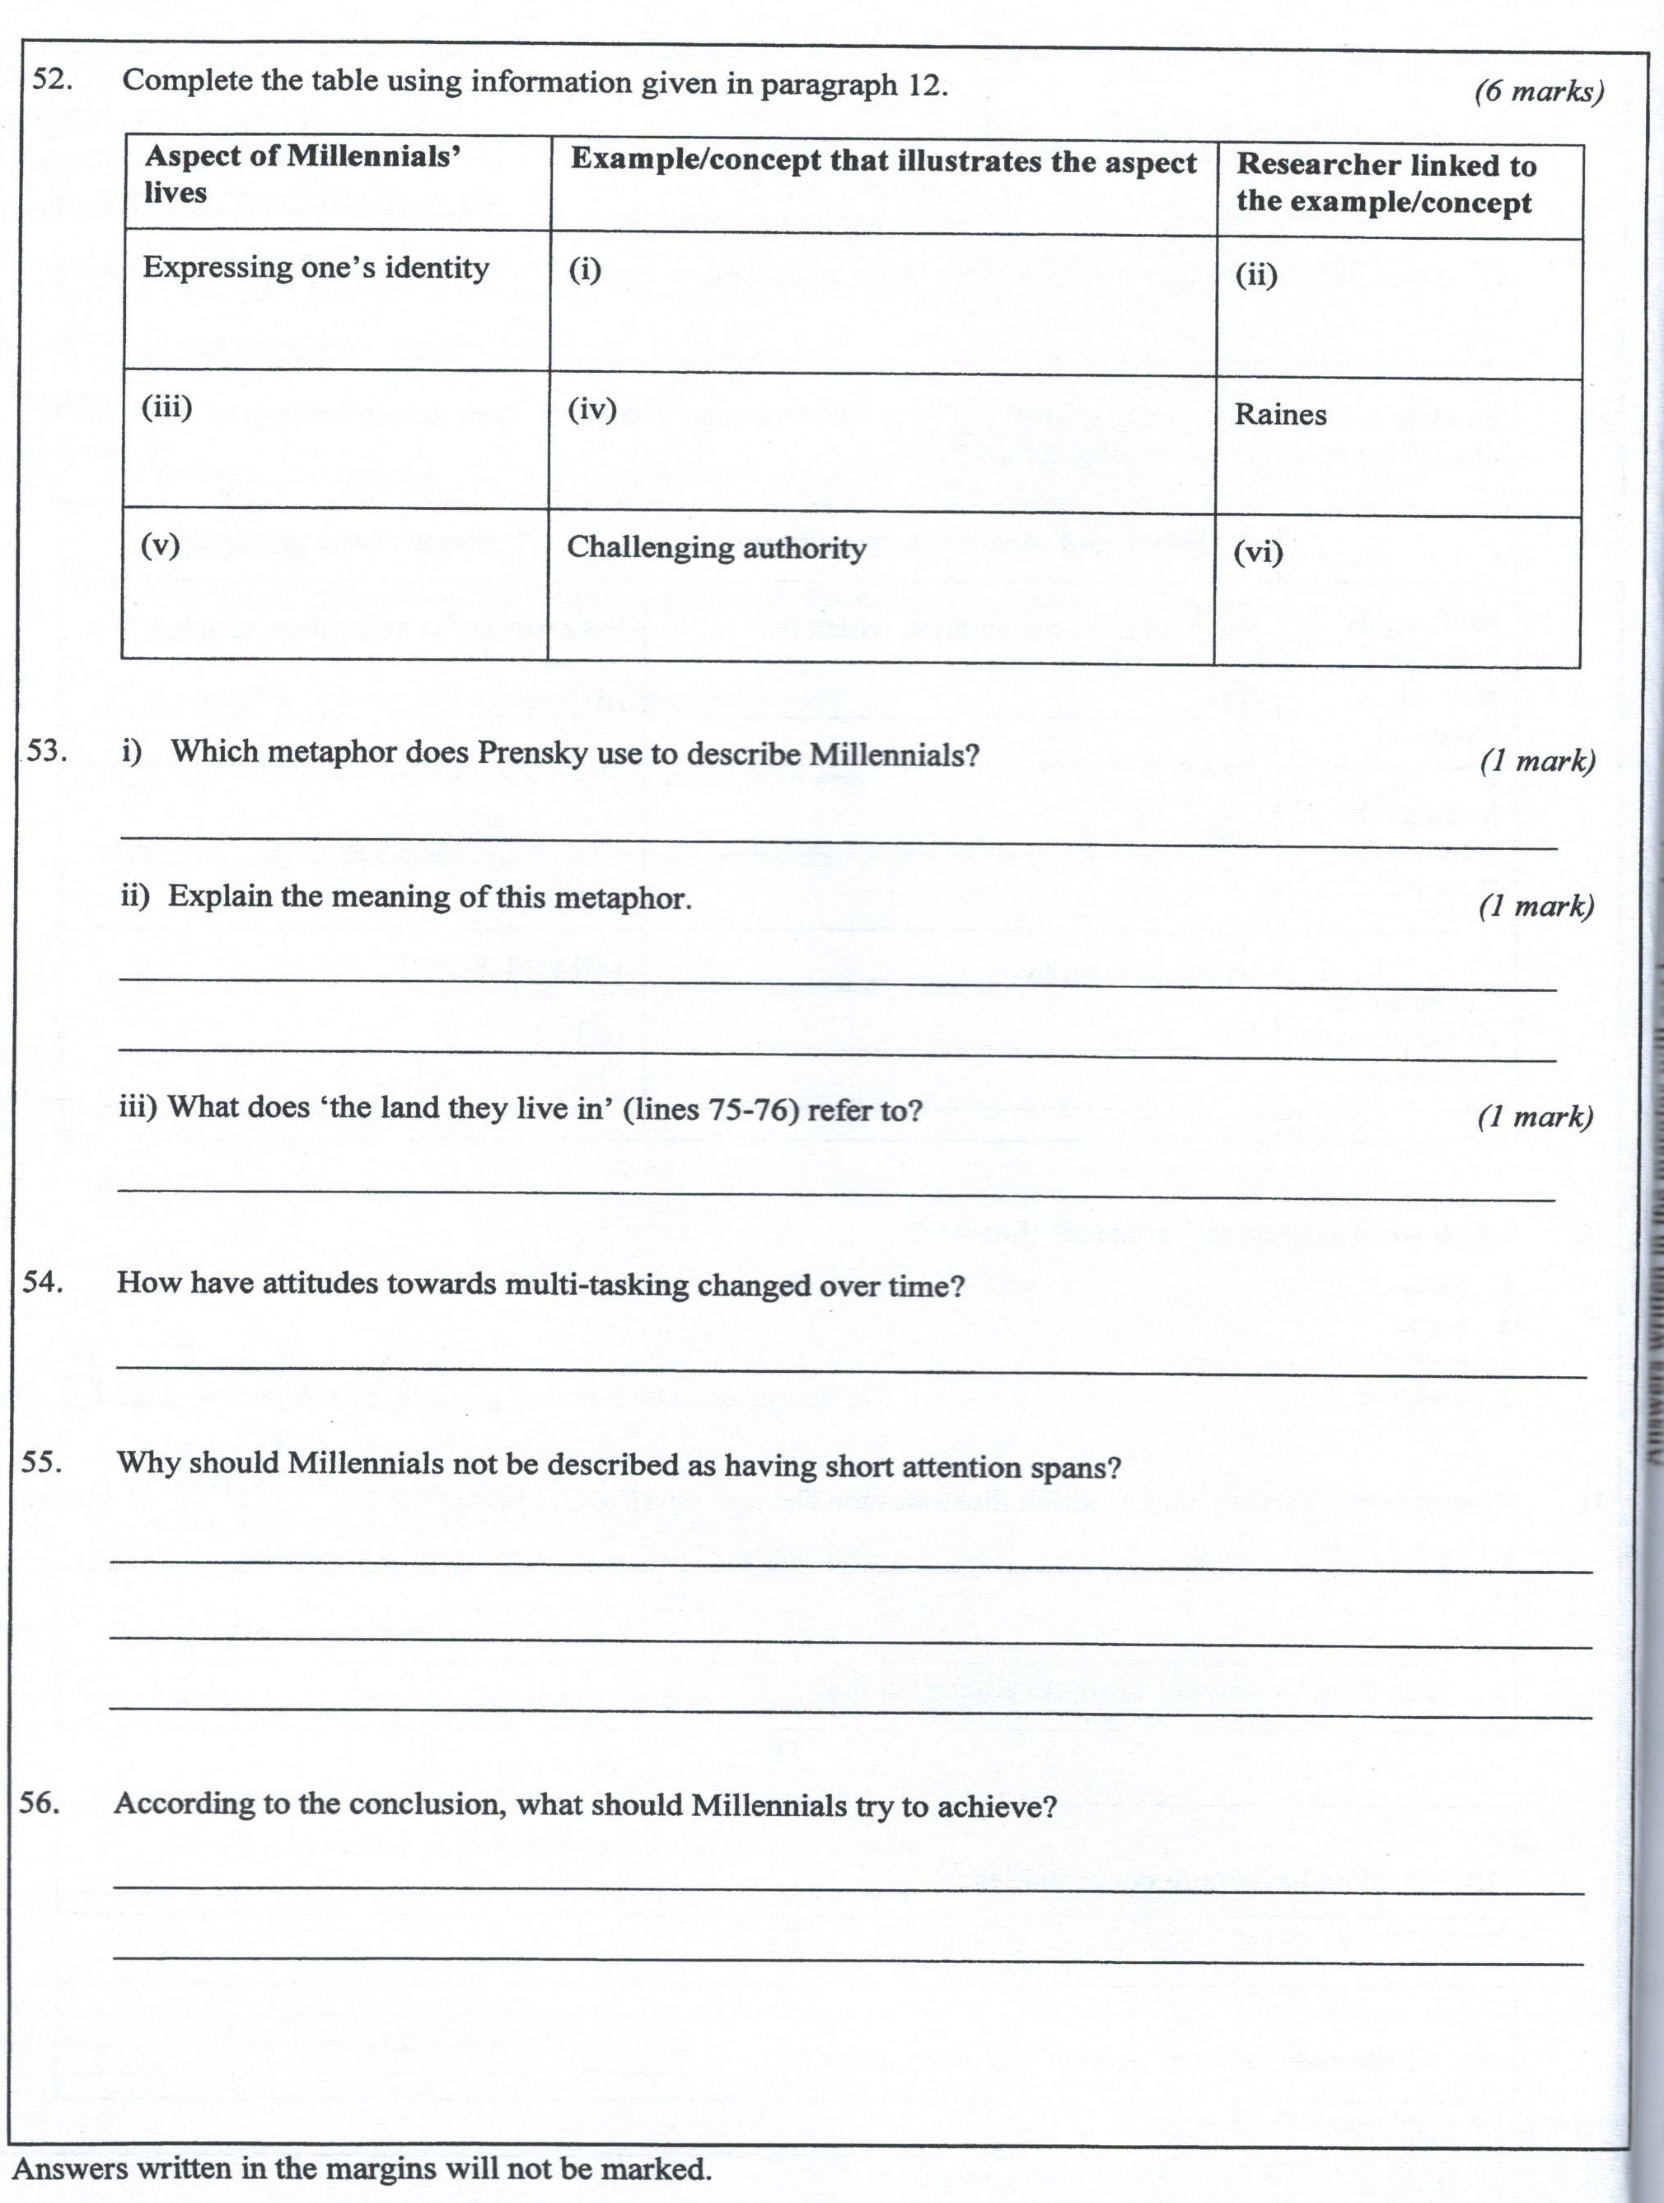 52. Complete the table using information given in paragraph 12. (6 marks)
Aspect of Millennials' Example/concept that illustrates the aspect Researcher linked to
lives the example/concept
Expressing one's identity (i) (ii)
(iii) (iv) Raines
(v) Challenging authority (vi)
53. i) Which metaphor does Prensky use to describe Millennials? (1 mark)
ii) Explain the meaning of this metaphor. (1 mark)
iii) What does 'the land they live in' (lines 75-76) refer to? (1 mark)
54. How have attitudes towards multi-tasking changed over time?
55. Why should Millennials not be described as having short attention spans?
56. According to the conclusion, what should Millennials try to achieve?
Answers written in the margins will not be marked.